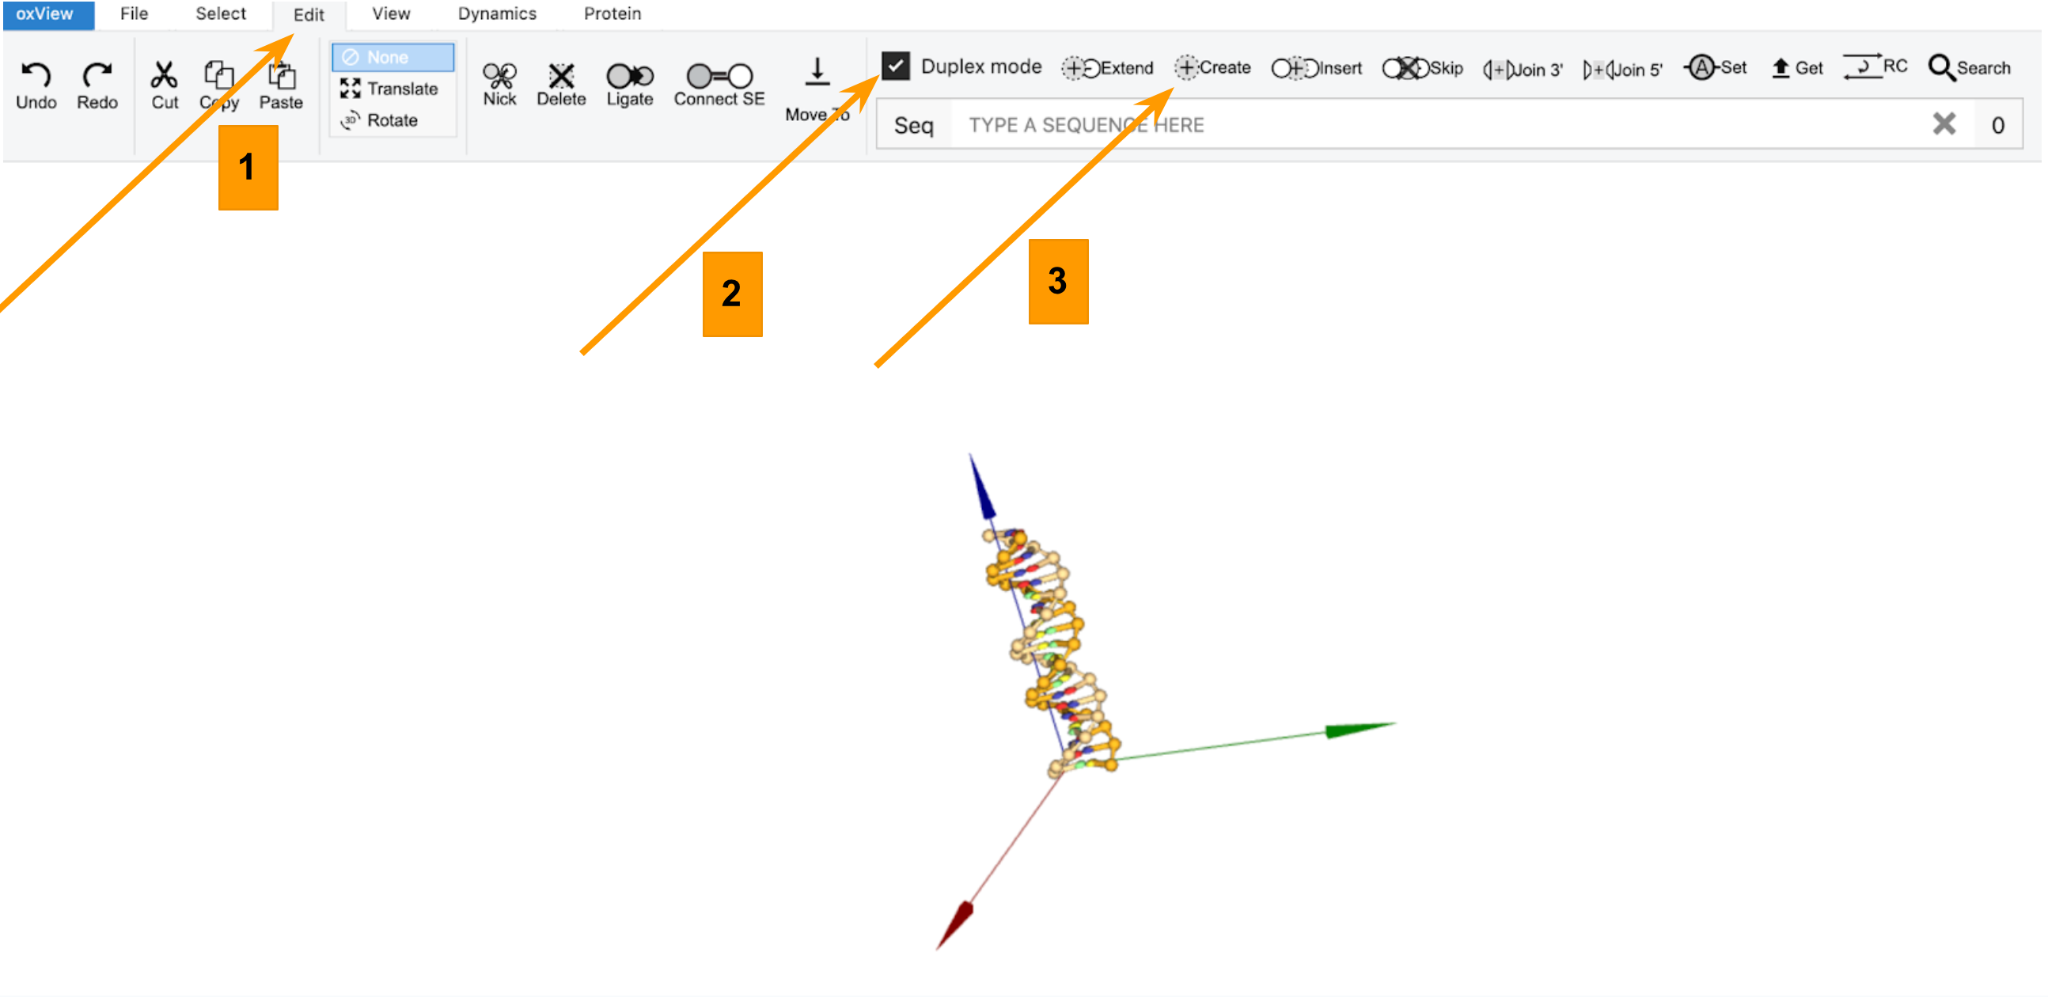 oxView File Select Edit View Dynamics Protein
Undo Redo Cut Copy Paste
None
Translate
Rotate
Nick Delete Ligate Connect SE Move To
Duplex mode Extend Create Insert Skip Join 3' Join 5' A Set Get RC Search
Seq TYPE A SEQUENCE HERE 0
1
2
3